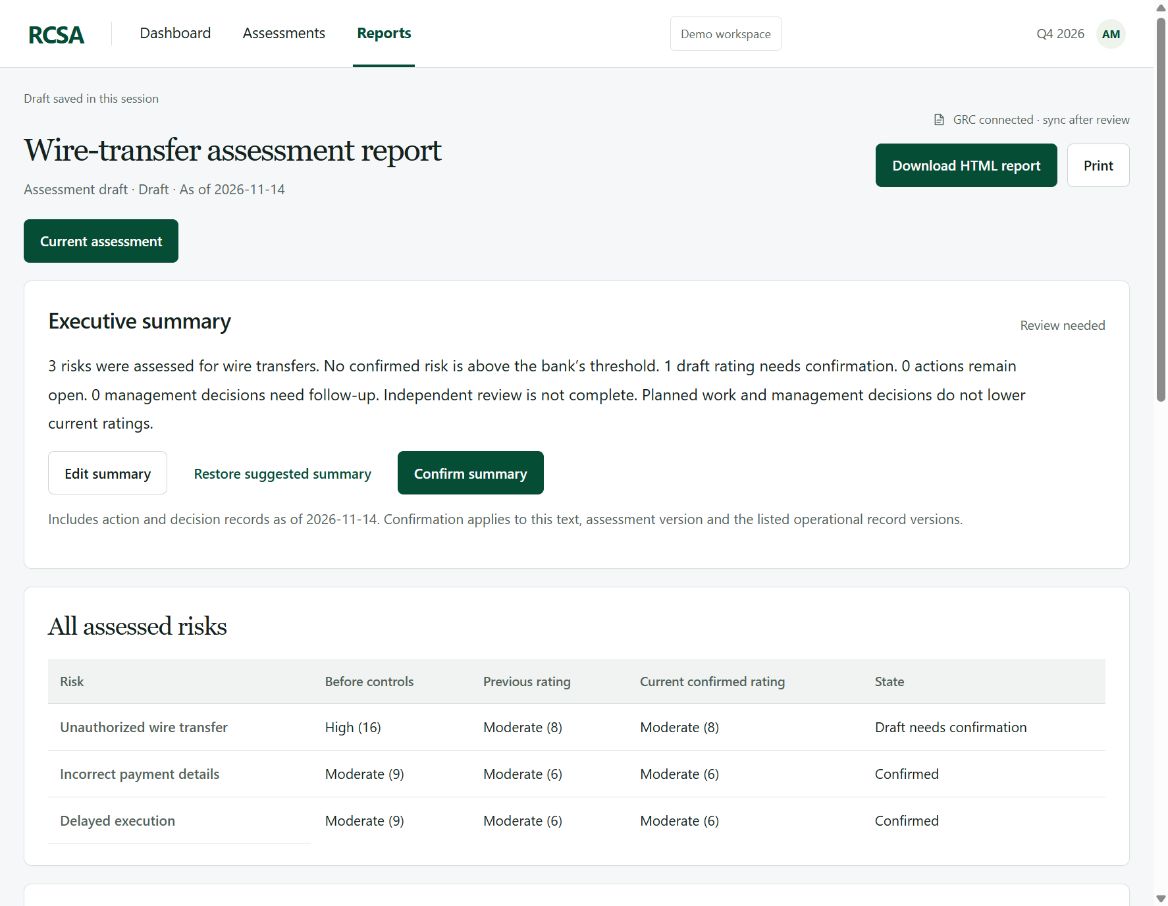 RCSA
Dashboard
Assessments
Reports
Demo workspace
Q4 2026
AM
Draft saved in this session
GRC connected · sync after review
Wire-transfer assessment report
Download HTML report
Print
Assessment draft · Draft · As of 2026-11-14
Current assessment
Executive summary
Review needed
3 risks were assessed for wire transfers. No confirmed risk is above the bank’s threshold. 1 draft rating needs confirmation. 0 actions remain
open. 0 management decisions need follow-up. Independent review is not complete. Planned work and management decisions do not lower
current ratings.
Edit summary
Restore suggested summary
Confirm summary
Includes action and decision records as of 2026-11-14. Confirmation applies to this text, assessment version and the listed operational record versions.
All assessed risks
Risk Before controls Previous rating Current confirmed rating State
Unauthorized wire transfer High (16) Moderate (8) Moderate (8) Draft needs confirmation
Incorrect payment details Moderate (9) Moderate (6) Moderate (6) Confirmed
Delayed execution Moderate (9) Moderate (6) Moderate (6) Confirmed